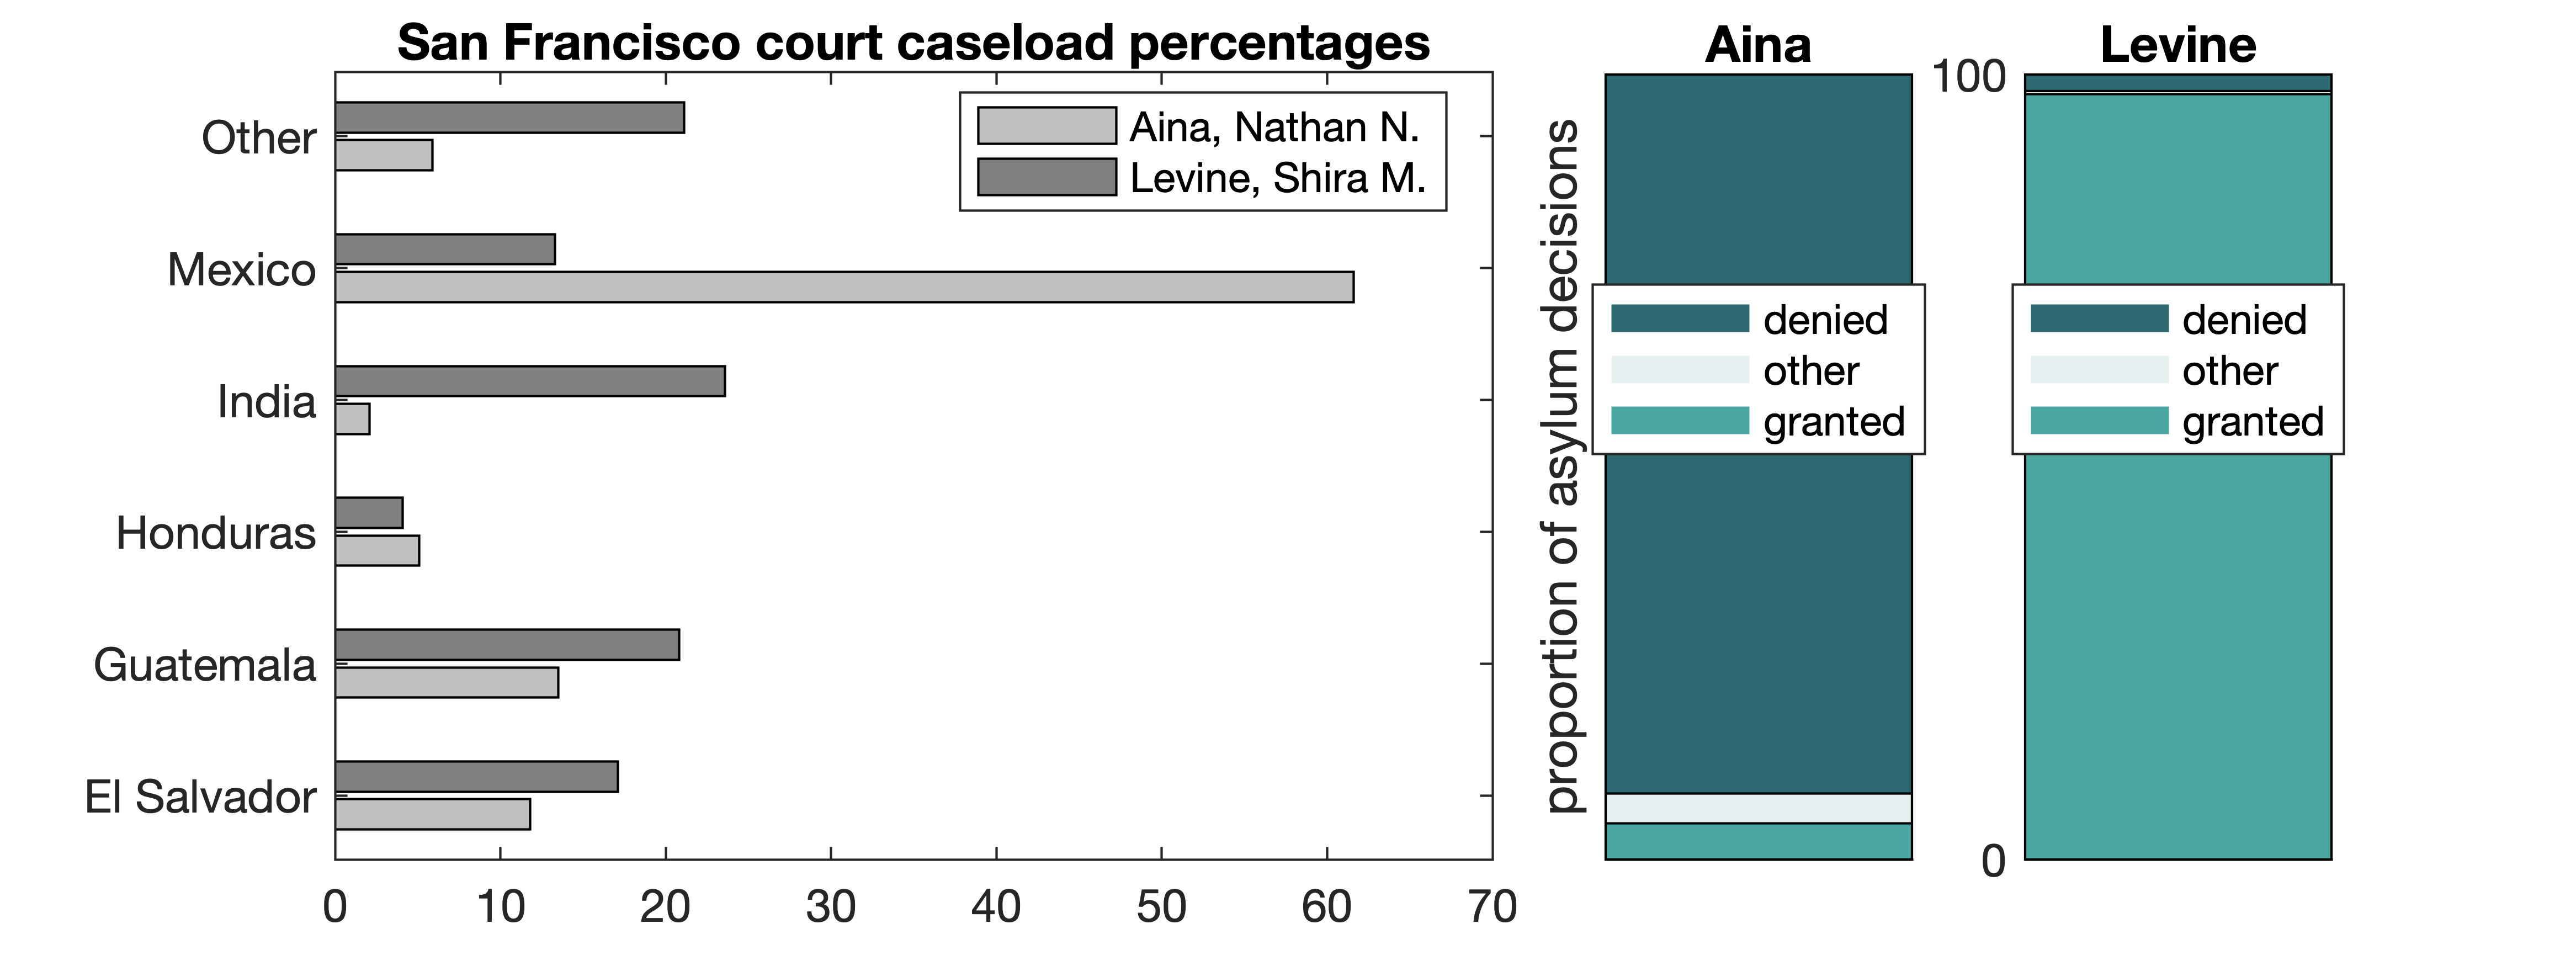 San Francisco court caseload percentages
Aina, Nathan N.
Levine, Shira M.
Other
Mexico
India
Honduras
Guatemala
El Salvador
0 10 20 30 40 50 60 70
proportion of asylum decisions
Aina
denied
other
granted
100
0
Levine
denied
other
granted